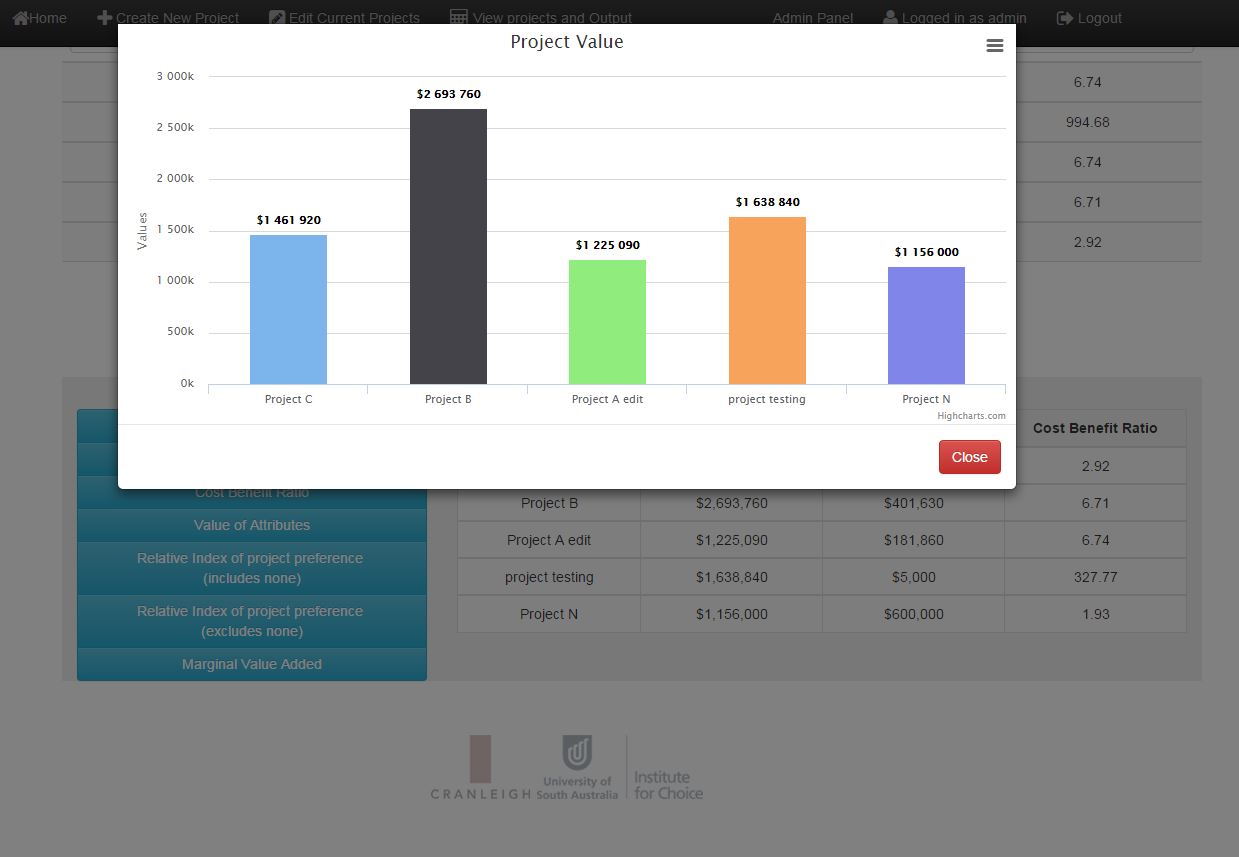 Home Create New Project Edit Current Projects View projects and Output Admin Panel Logged in as admin Logout
Project Value
3 000k
2 500k
2 000k
1 500k
1 000k
500k
0k
Values
$1 461 920
$2 693 760
$1 225 090
$1 638 840
$1 156 000
Project C Project B Project A edit project testing Project N
Highcharts.com
Close
6.74
994.68
6.74
6.71
2.92
Cost Benefit Ratio
Value of Attributes
Relative Index of project preference
(includes none)
Relative Index of project preference
(excludes none)
Marginal Value Added
Cost Benefit Ratio
2.92
Project B $2,693,760 $401,630 6.71
Project A edit $1,225,090 $181,860 6.74
project testing $1,638,840 $5,000 327.77
Project N $1,156,000 $600,000 1.93
CRANLEIGH
University of
South Australia
Institute
for Choice